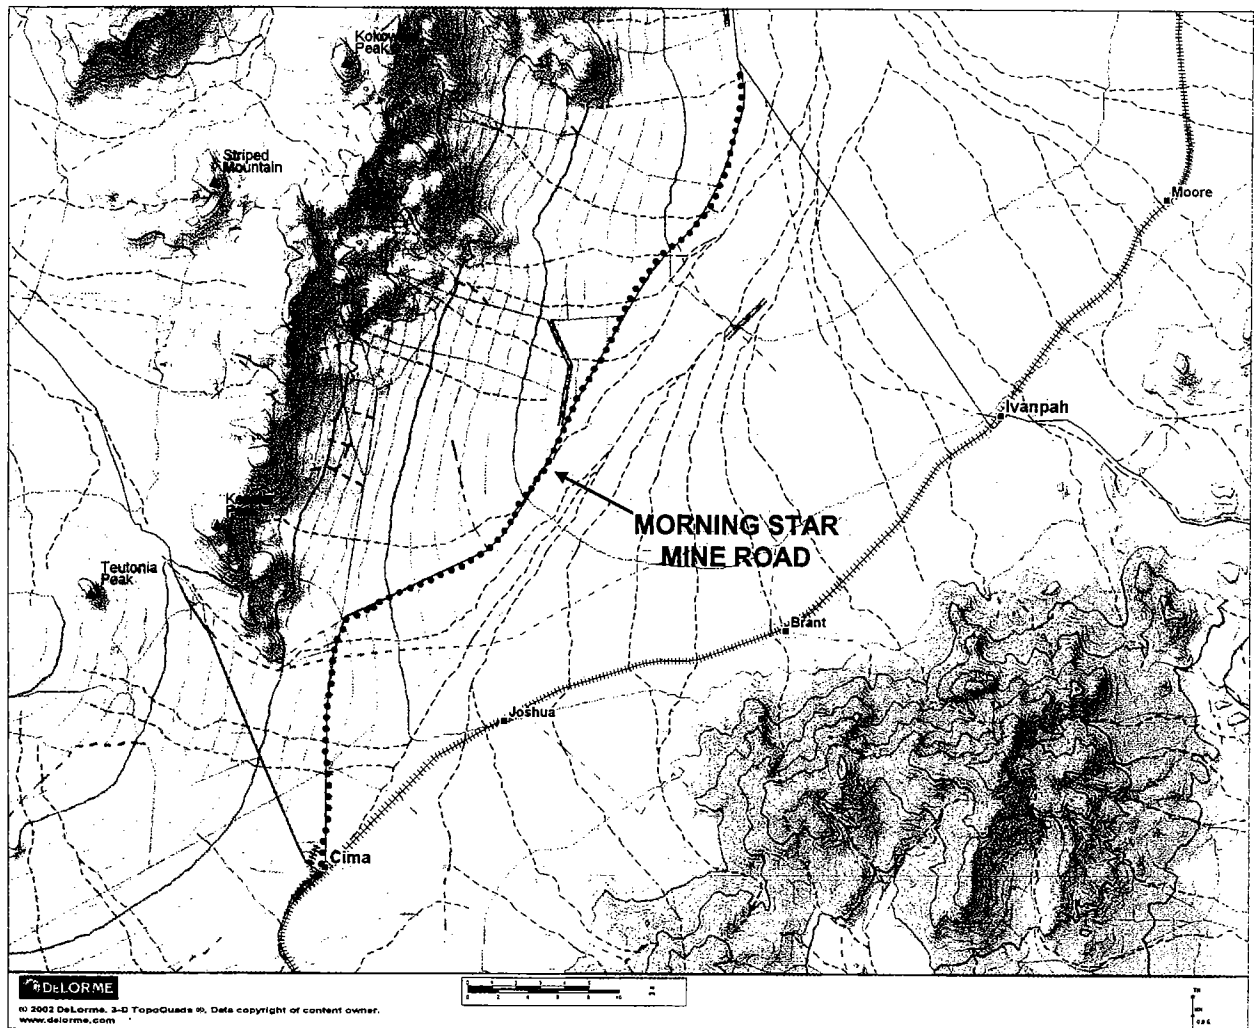 Peak
Striped
Mountain
Moore
Ivanpah
MORNING STAR
MINE ROAD
Teutonia
Peak
Brant
Joshua
Cima
DELORME
© 2002 DeLorme. 3-D TopoQuads ®. Data copyright of content owner.
www.delorme.com